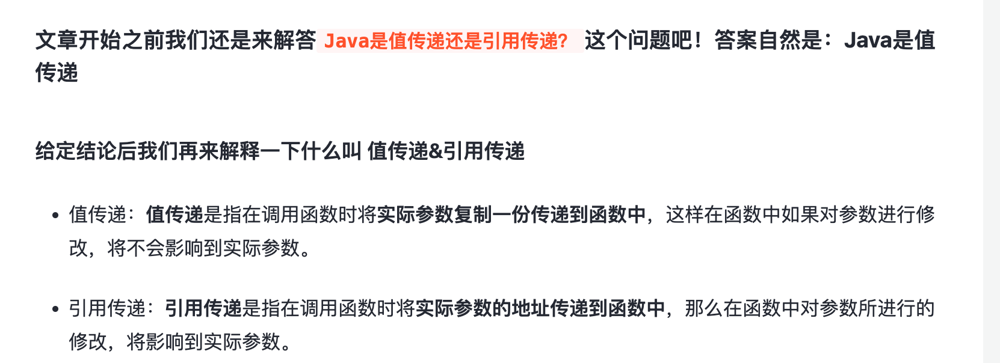 文章开始之前我们还是来解答 Java是值传递还是引用传递？ 这个问题吧！答案自然是：Java是值
传递
给定结论后我们再来解释一下什么叫 值传递&引用传递
• 值传递：值传递是指在调用函数时将实际参数复制一份传递到函数中，这样在函数中如果对参数进行修
改，将不会影响到实际参数。
• 引用传递：引用传递是指在调用函数时将实际参数的地址传递到函数中，那么在函数中对参数所进行的
修改，将影响到实际参数。